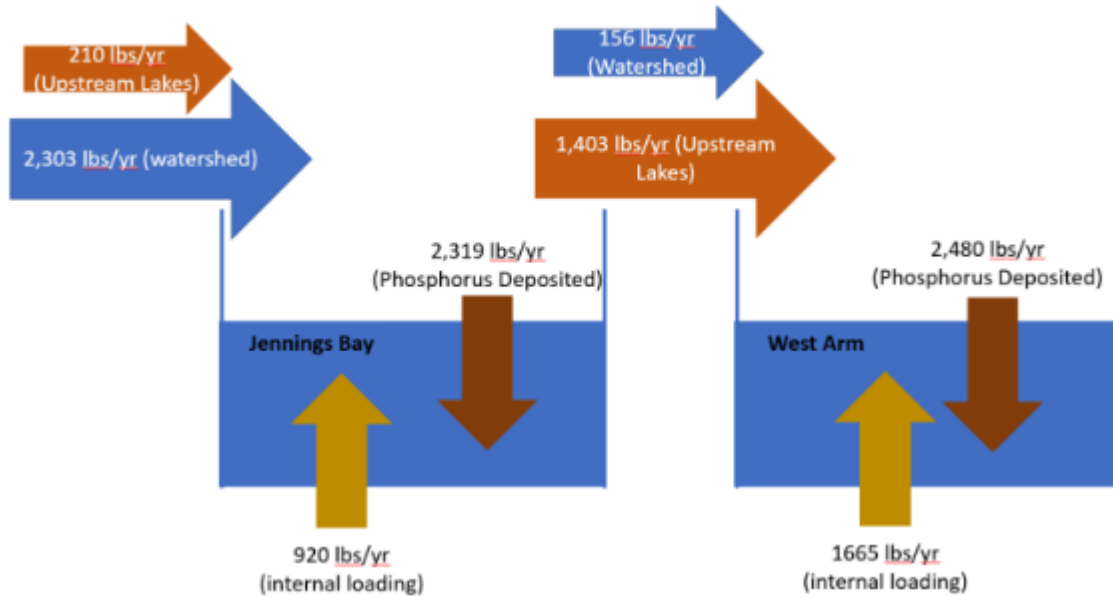 210 lbs/yr
(Upstream Lakes)
2,303 lbs/yr (watershed)
156 lbs/yr
(Watershed)
1,403 lbs/yr (Upstream
Lakes)
2,319 lbs/yr
(Phosphorus Deposited)
2,480 lbs/yr
(Phosphorus Deposited)
Jennings Bay
West Arm
920 lbs/yr
(internal loading)
1665 lbs/yr
(internal loading)